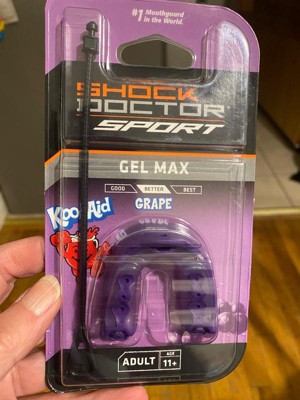 #1 Mouthguard
in the World.
SHOCK
DOCTOR
SPORT
GEL MAX
GOOD BETTER BEST
Kool-Aid
GRAPE
ADULT AGE 11+